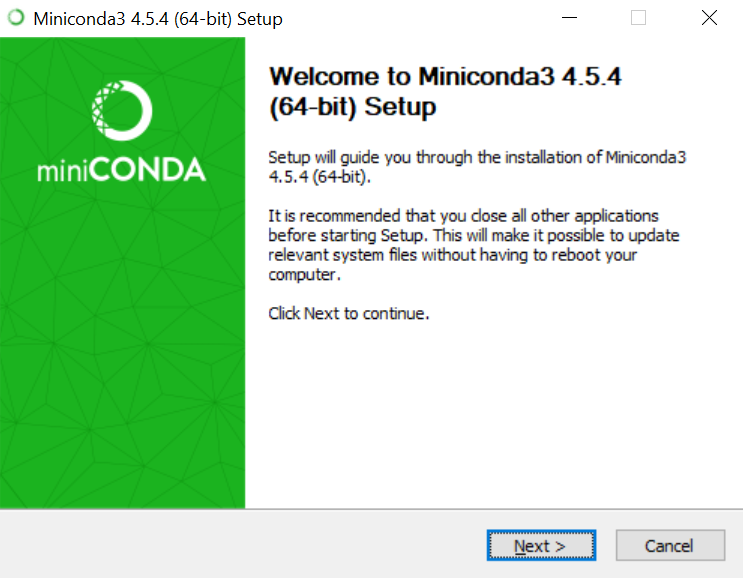 Miniconda3 4.5.4 (64-bit) Setup
miniCONDA
Welcome to Miniconda3 4.5.4
(64-bit) Setup
Setup will guide you through the installation of Miniconda3
4.5.4 (64-bit).
It is recommended that you close all other applications
before starting Setup. This will make it possible to update
relevant system files without having to reboot your
computer.
Click Next to continue.
Next >
Cancel